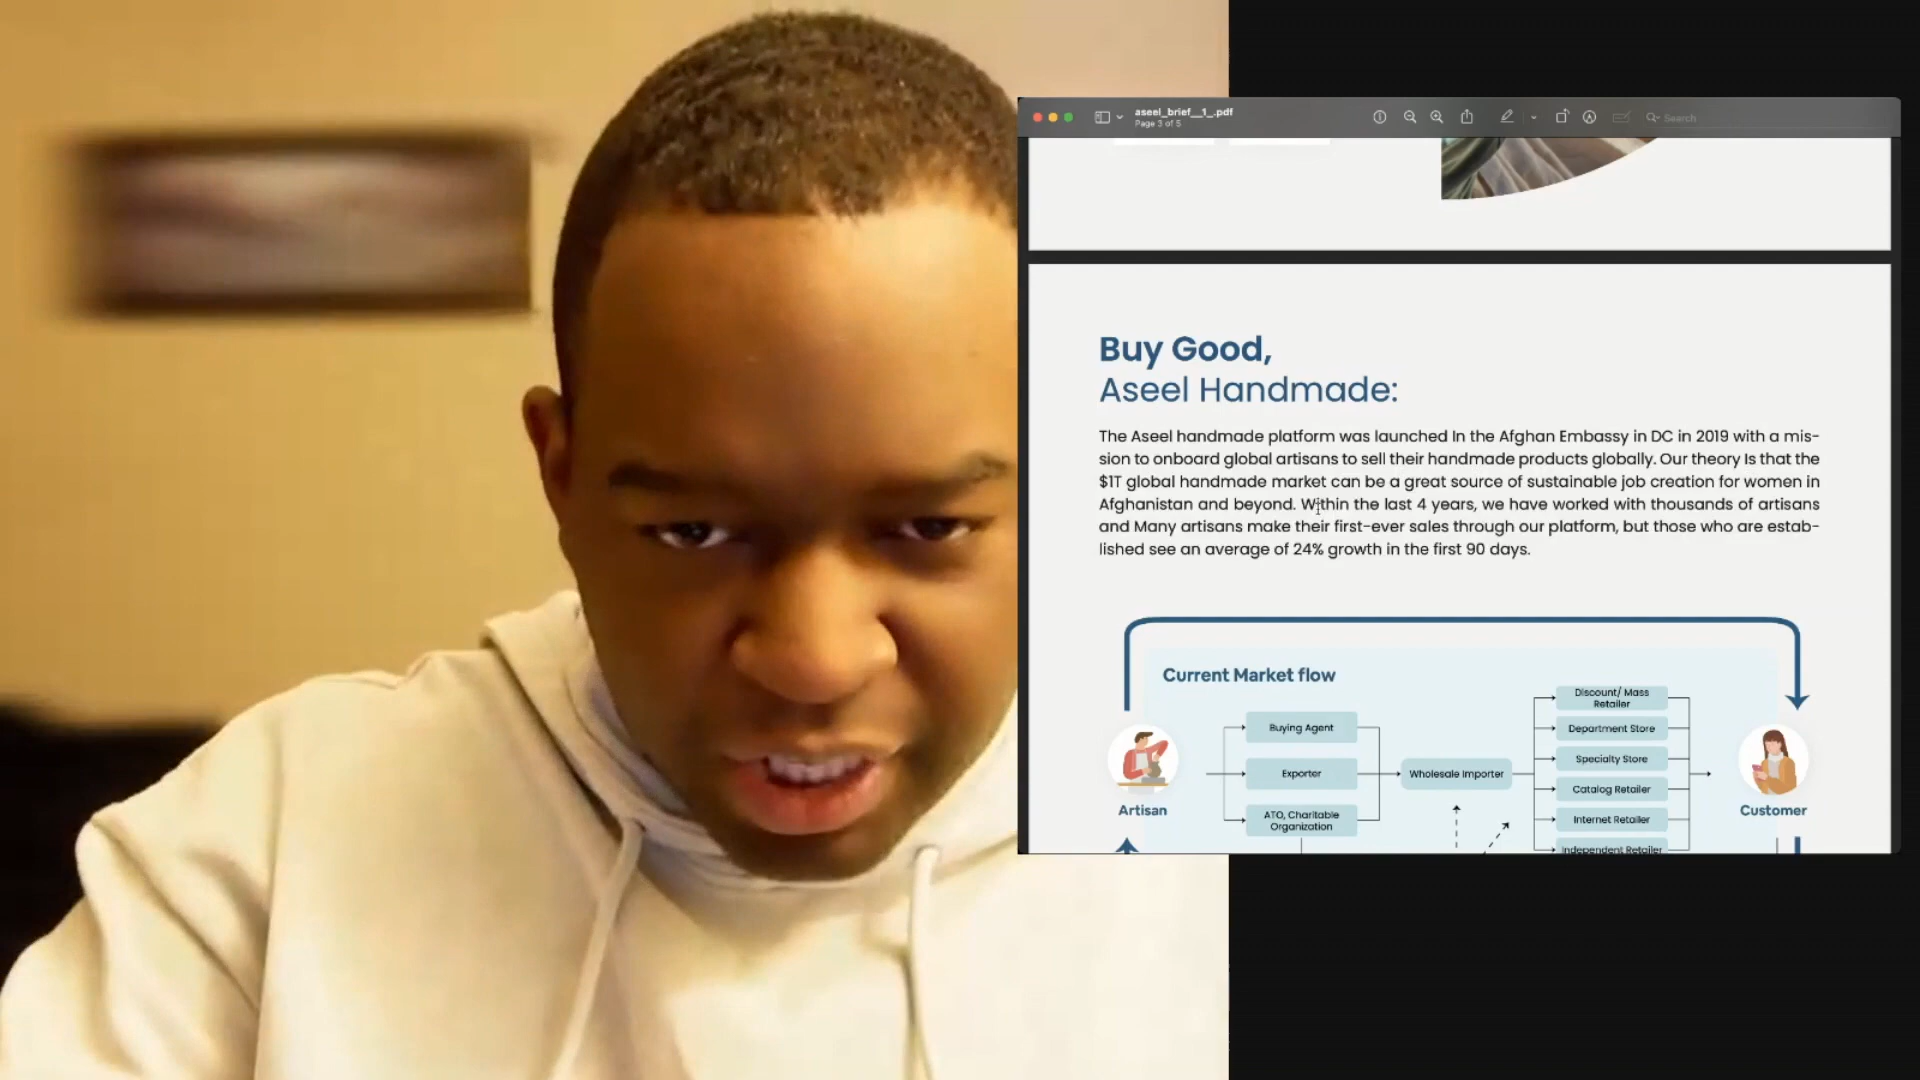 aseel_brief__1_.pdf
Page 3 of 5
Search
Buy Good,
Aseel Handmade:
The Aseel handmade platform was launched In the Afghan Embassy in DC in 2019 with a mis-
sion to onboard global artisans to sell their handmade products globally. Our theory Is that the
$1T global handmade market can be a great source of sustainable job creation for women in
Afghanistan and beyond. Within the last 4 years, we have worked with thousands of artisans
and Many artisans make their first-ever sales through our platform, but those who are estab-
lished see an average of 24% growth in the first 90 days.
Current Market flow
Artisan
Buying Agent
Exporter
ATO, Charitable
Organization
Wholesale Importer
Discount/ Mass
Retailer
Department Store
Specialty Store
Catalog Retailer
Internet Retailer
Independent Retailer
Customer